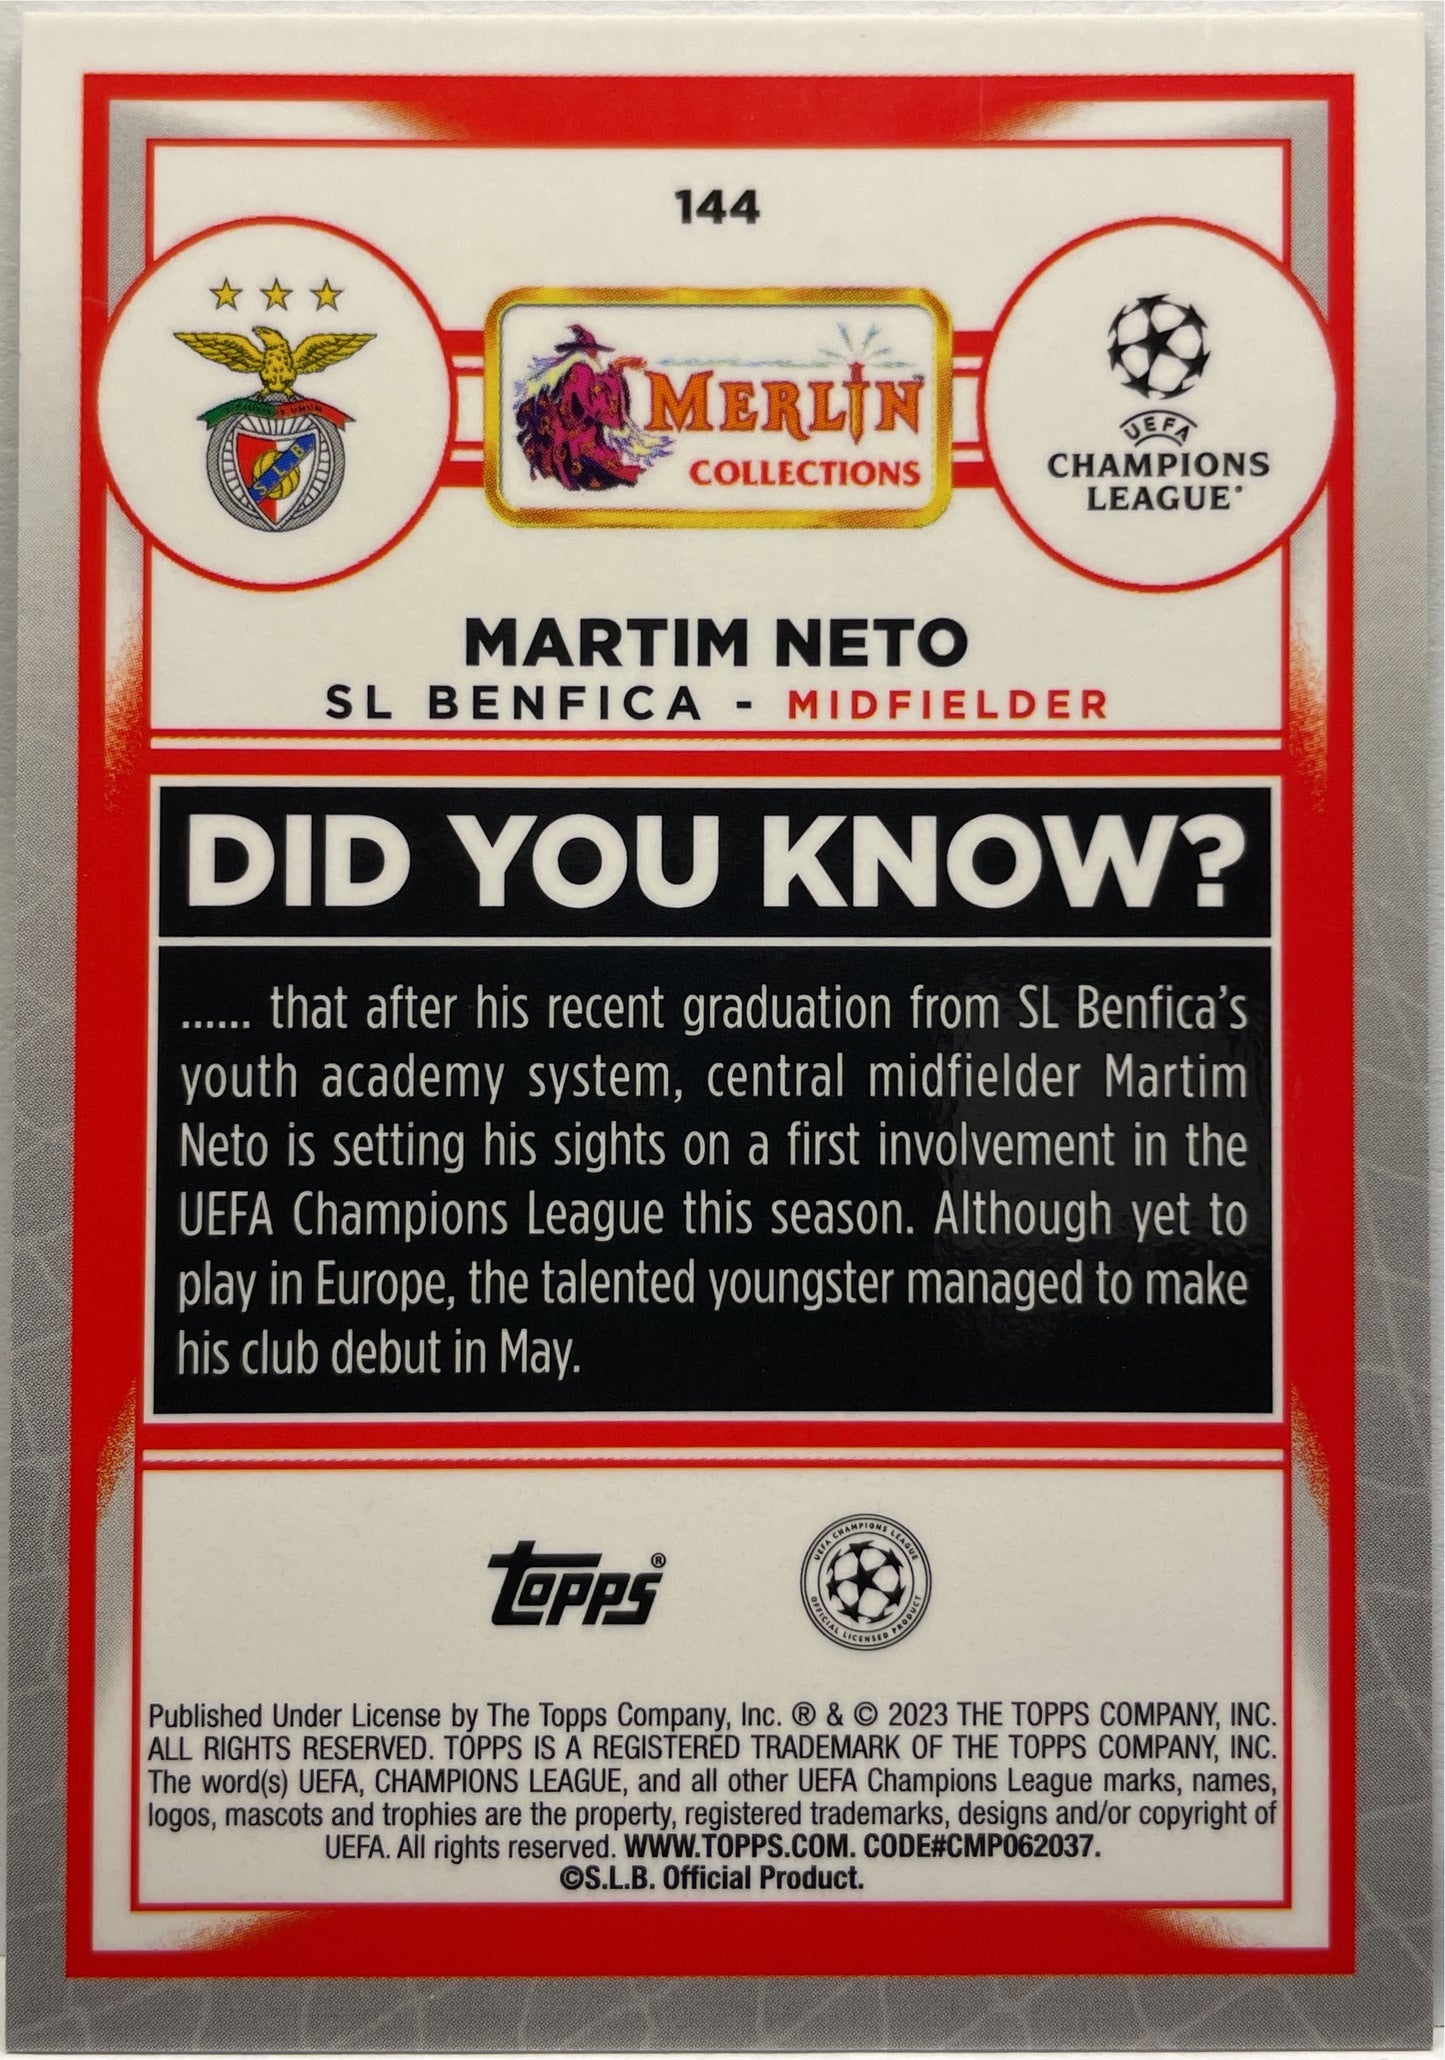 144
MERLIN
COLLECTIONS
S L B
UEFA
CHAMPIONS
LEAGUE
MARTIM NETO
SL BENFICA - MIDFIELDER
DID YOU KNOW?
...... that after his recent graduation from SL Benfica's
youth academy system, central midfielder Martim
Neto is setting his sights on a first involvement in the
UEFA Champions League this season. Although yet to
play in Europe, the talented youngster managed to make
his club debut in May.
Topps®
UEFA CHAMPIONS LEAGUE
OFFICIAL LICENSED PRODUCT
Published Under License by The Topps Company, Inc. ® & © 2023 THE TOPPS COMPANY, INC.
ALL RIGHTS RESERVED. TOPPS IS A REGISTERED TRADEMARK OF THE TOPPS COMPANY, INC.
The word(s) UEFA, CHAMPIONS LEAGUE, and all other UEFA Champions League marks, names,
logos, mascots and trophies are the property, registered trademarks, designs and/or copyright of
UEFA. All rights reserved. WWW.TOPPS.COM. CODE#CMP062037.
©S.L.B. Official Product.